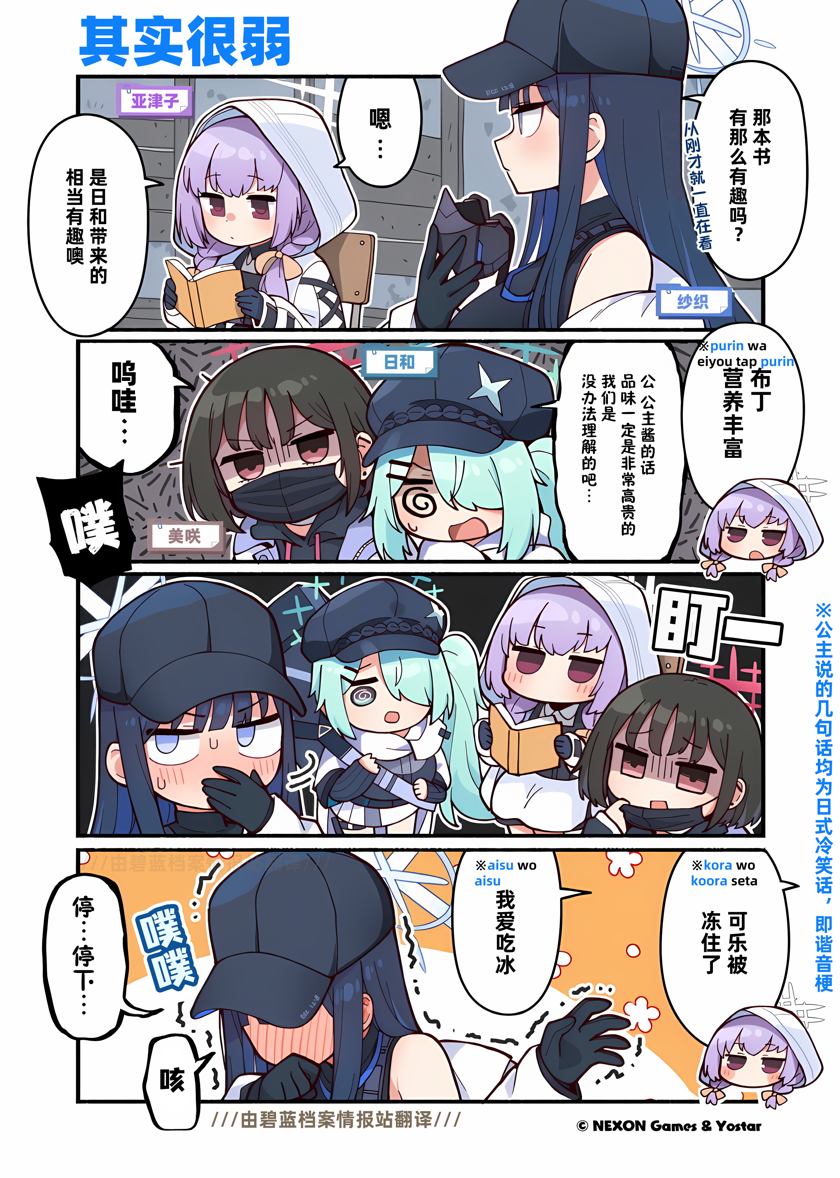 其实很弱
亚津子
那本书
有那么有趣吗？
从刚才就一直在看
嗯…
是日和带来的
相当有趣噢
纱织
※purin wa
eiyou tap purin
布丁
营养丰富
公 公主酱的话
品味一定是非常高贵的
我们是
没办法理解的吧…
日和
呜哇…
美咲
噗
盯一
※公主说的几句话均为日式冷笑话，即谐音梗
※kora wo
koora seta
可乐被
冻住了
※aisu wo
aisu
我爱吃冰
噗噗
停…停下…
咳
//由碧蓝档案
///由碧蓝档案情报站翻译///
© NEXON Games & Yostar